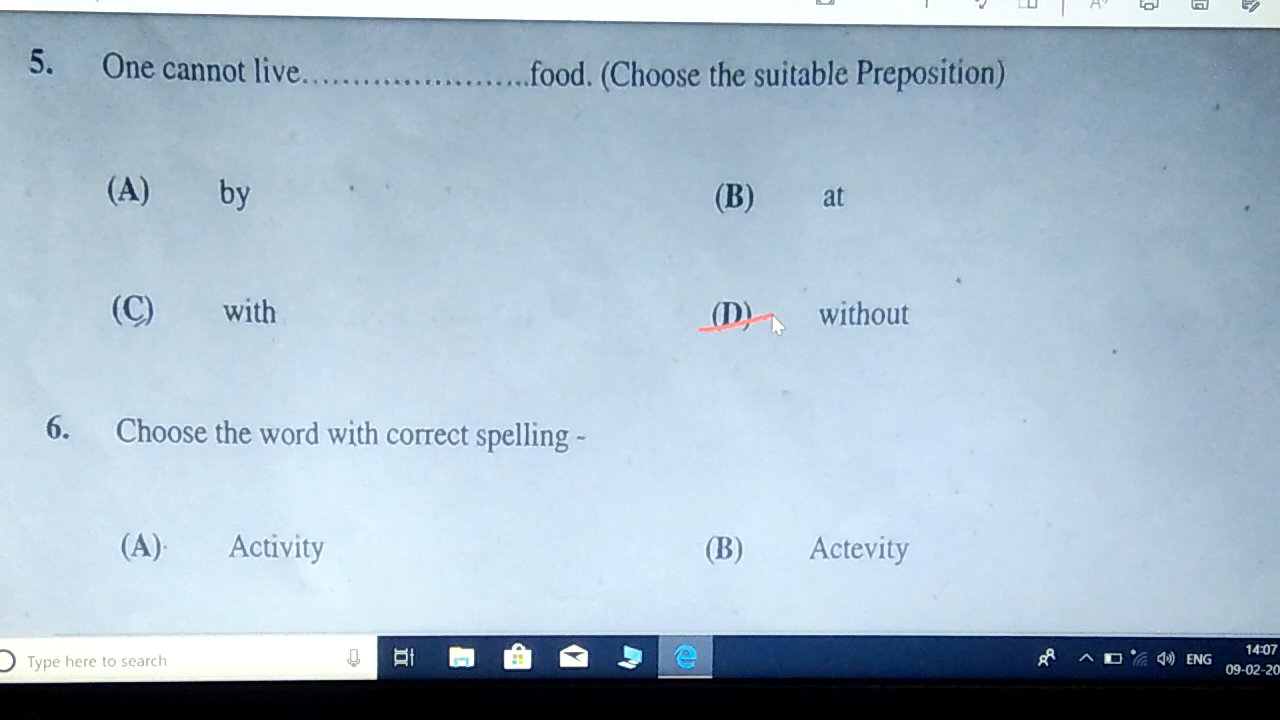 5. One cannot live.......................food. (Choose the suitable Preposition)
(A) by (B) at
(C) with (D) without
6. Choose the word with correct spelling -
(A) Activity (B) Actevity
Type here to search ENG 14:07
09-02-20